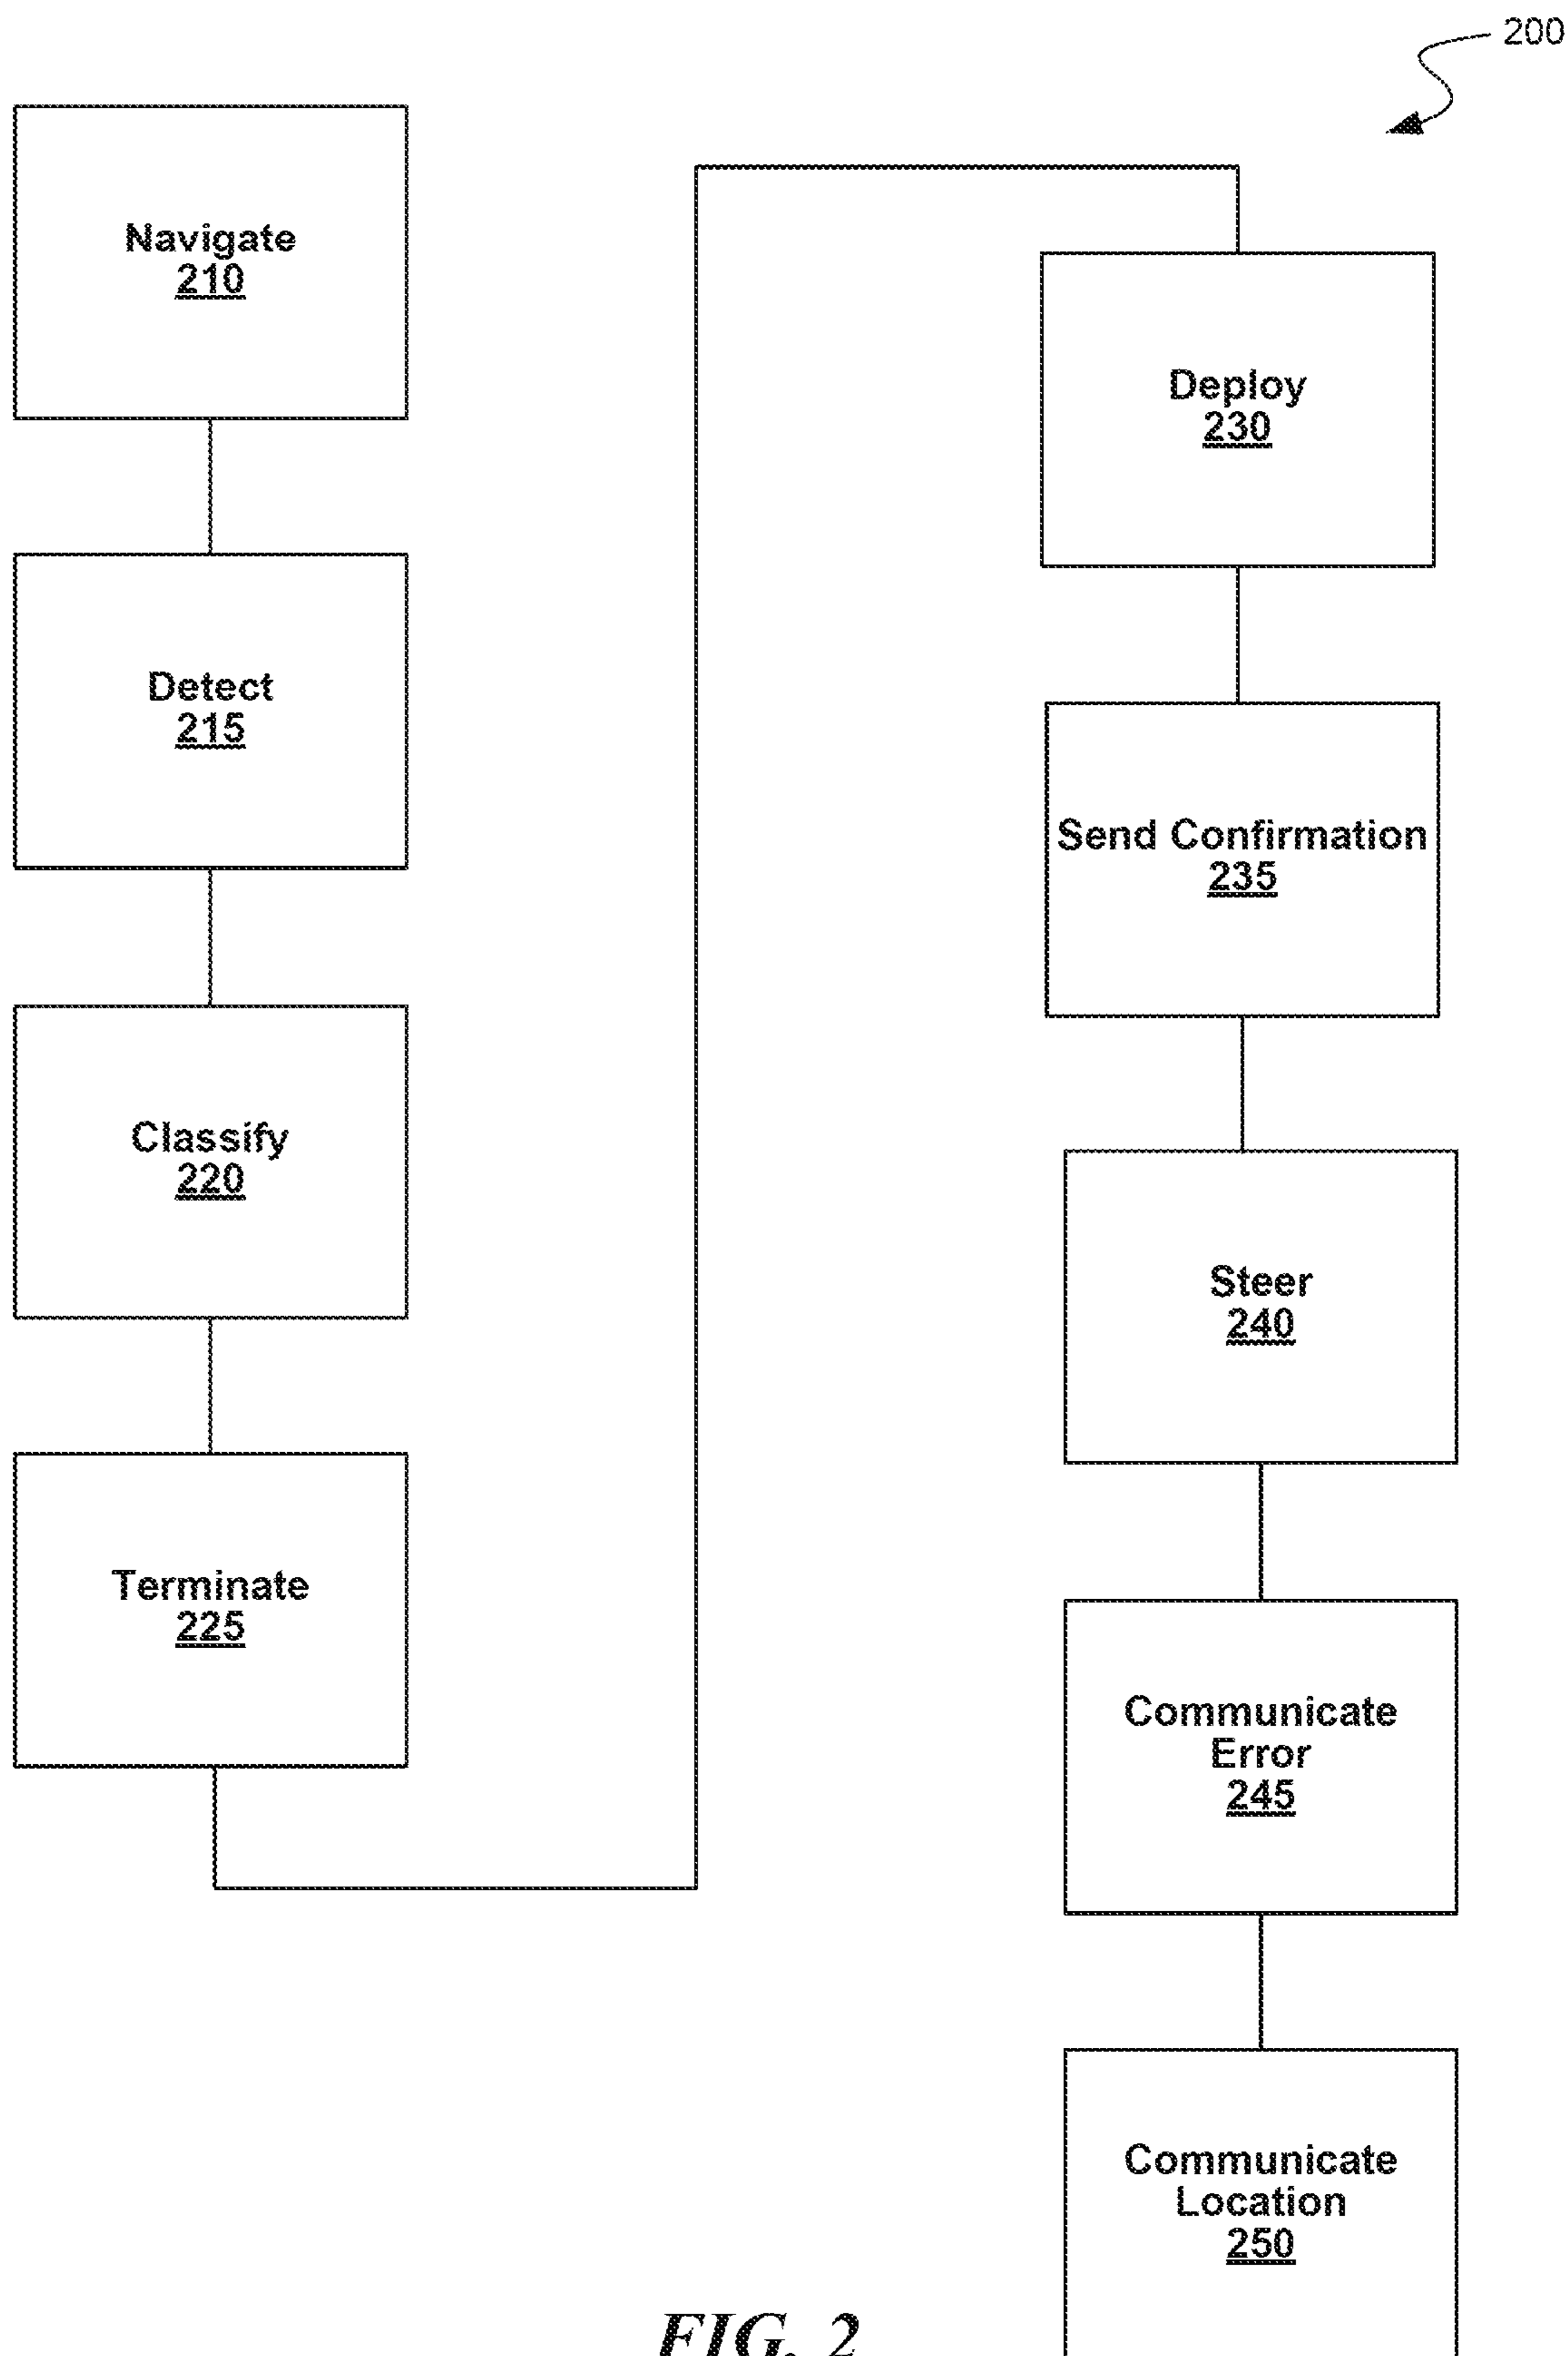 200
Navigate
210
Detect
215
Classify
220
Terminate
225
Deploy
230
Send Confirmation
235
Steer
240
Communicate
Error
245
Communicate
Location
250
FIG. 2